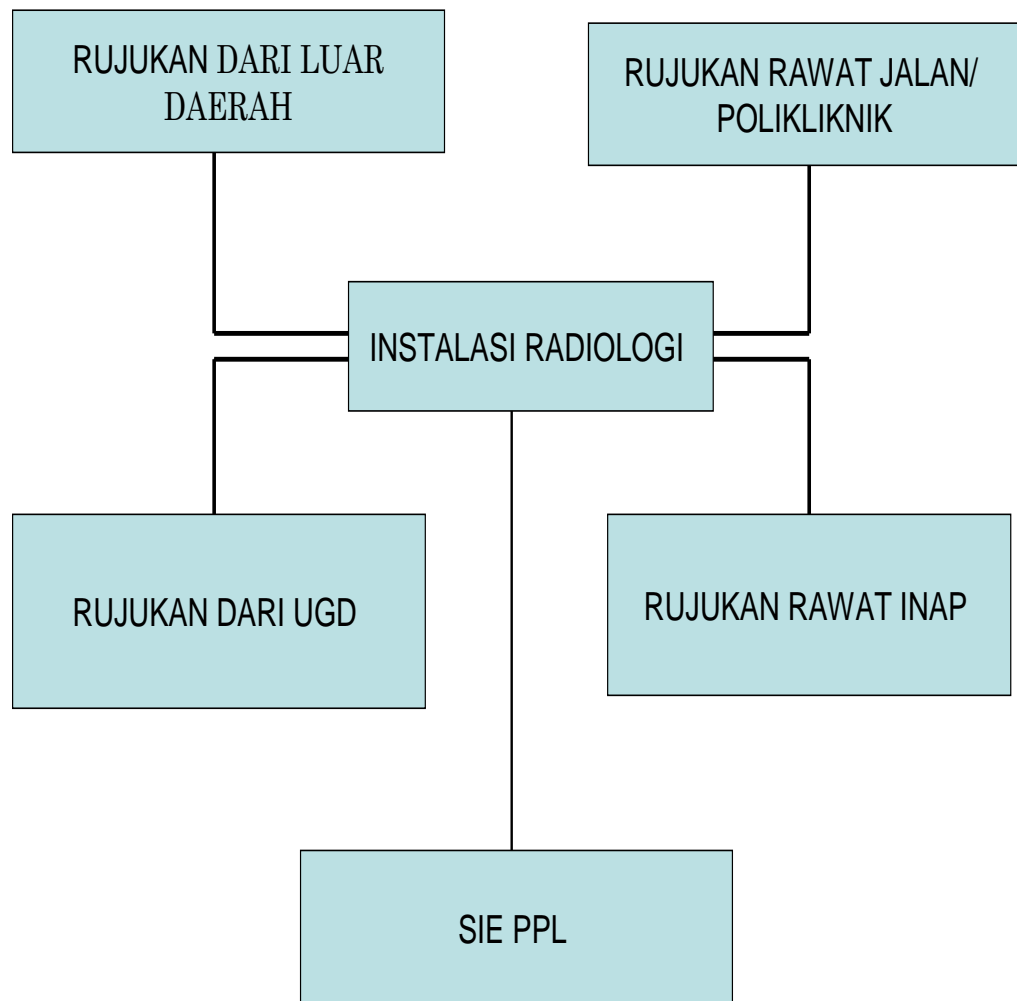 RUJUKAN DARI LUAR
DAERAH
RUJUKAN RAWAT JALAN/
POLIKLIKNIK
INSTALASI RADIOLOGI
RUJUKAN DARI UGD
RUJUKAN RAWAT INAP
SIE PPL